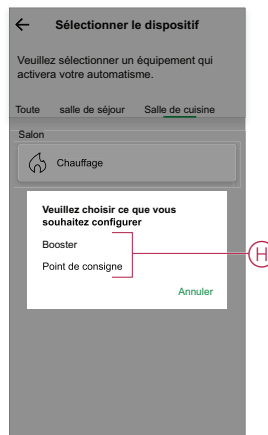 Sélectionner le dispositif
Veuillez sélectionner un équipement qui
activera votre automatisme.
Toute salle de séjour Salle de cuisine
Salon
Chauffage
Veuillez choisir ce que vous
souhaitez configurer
Booster
Point de consigne
H
Annuler